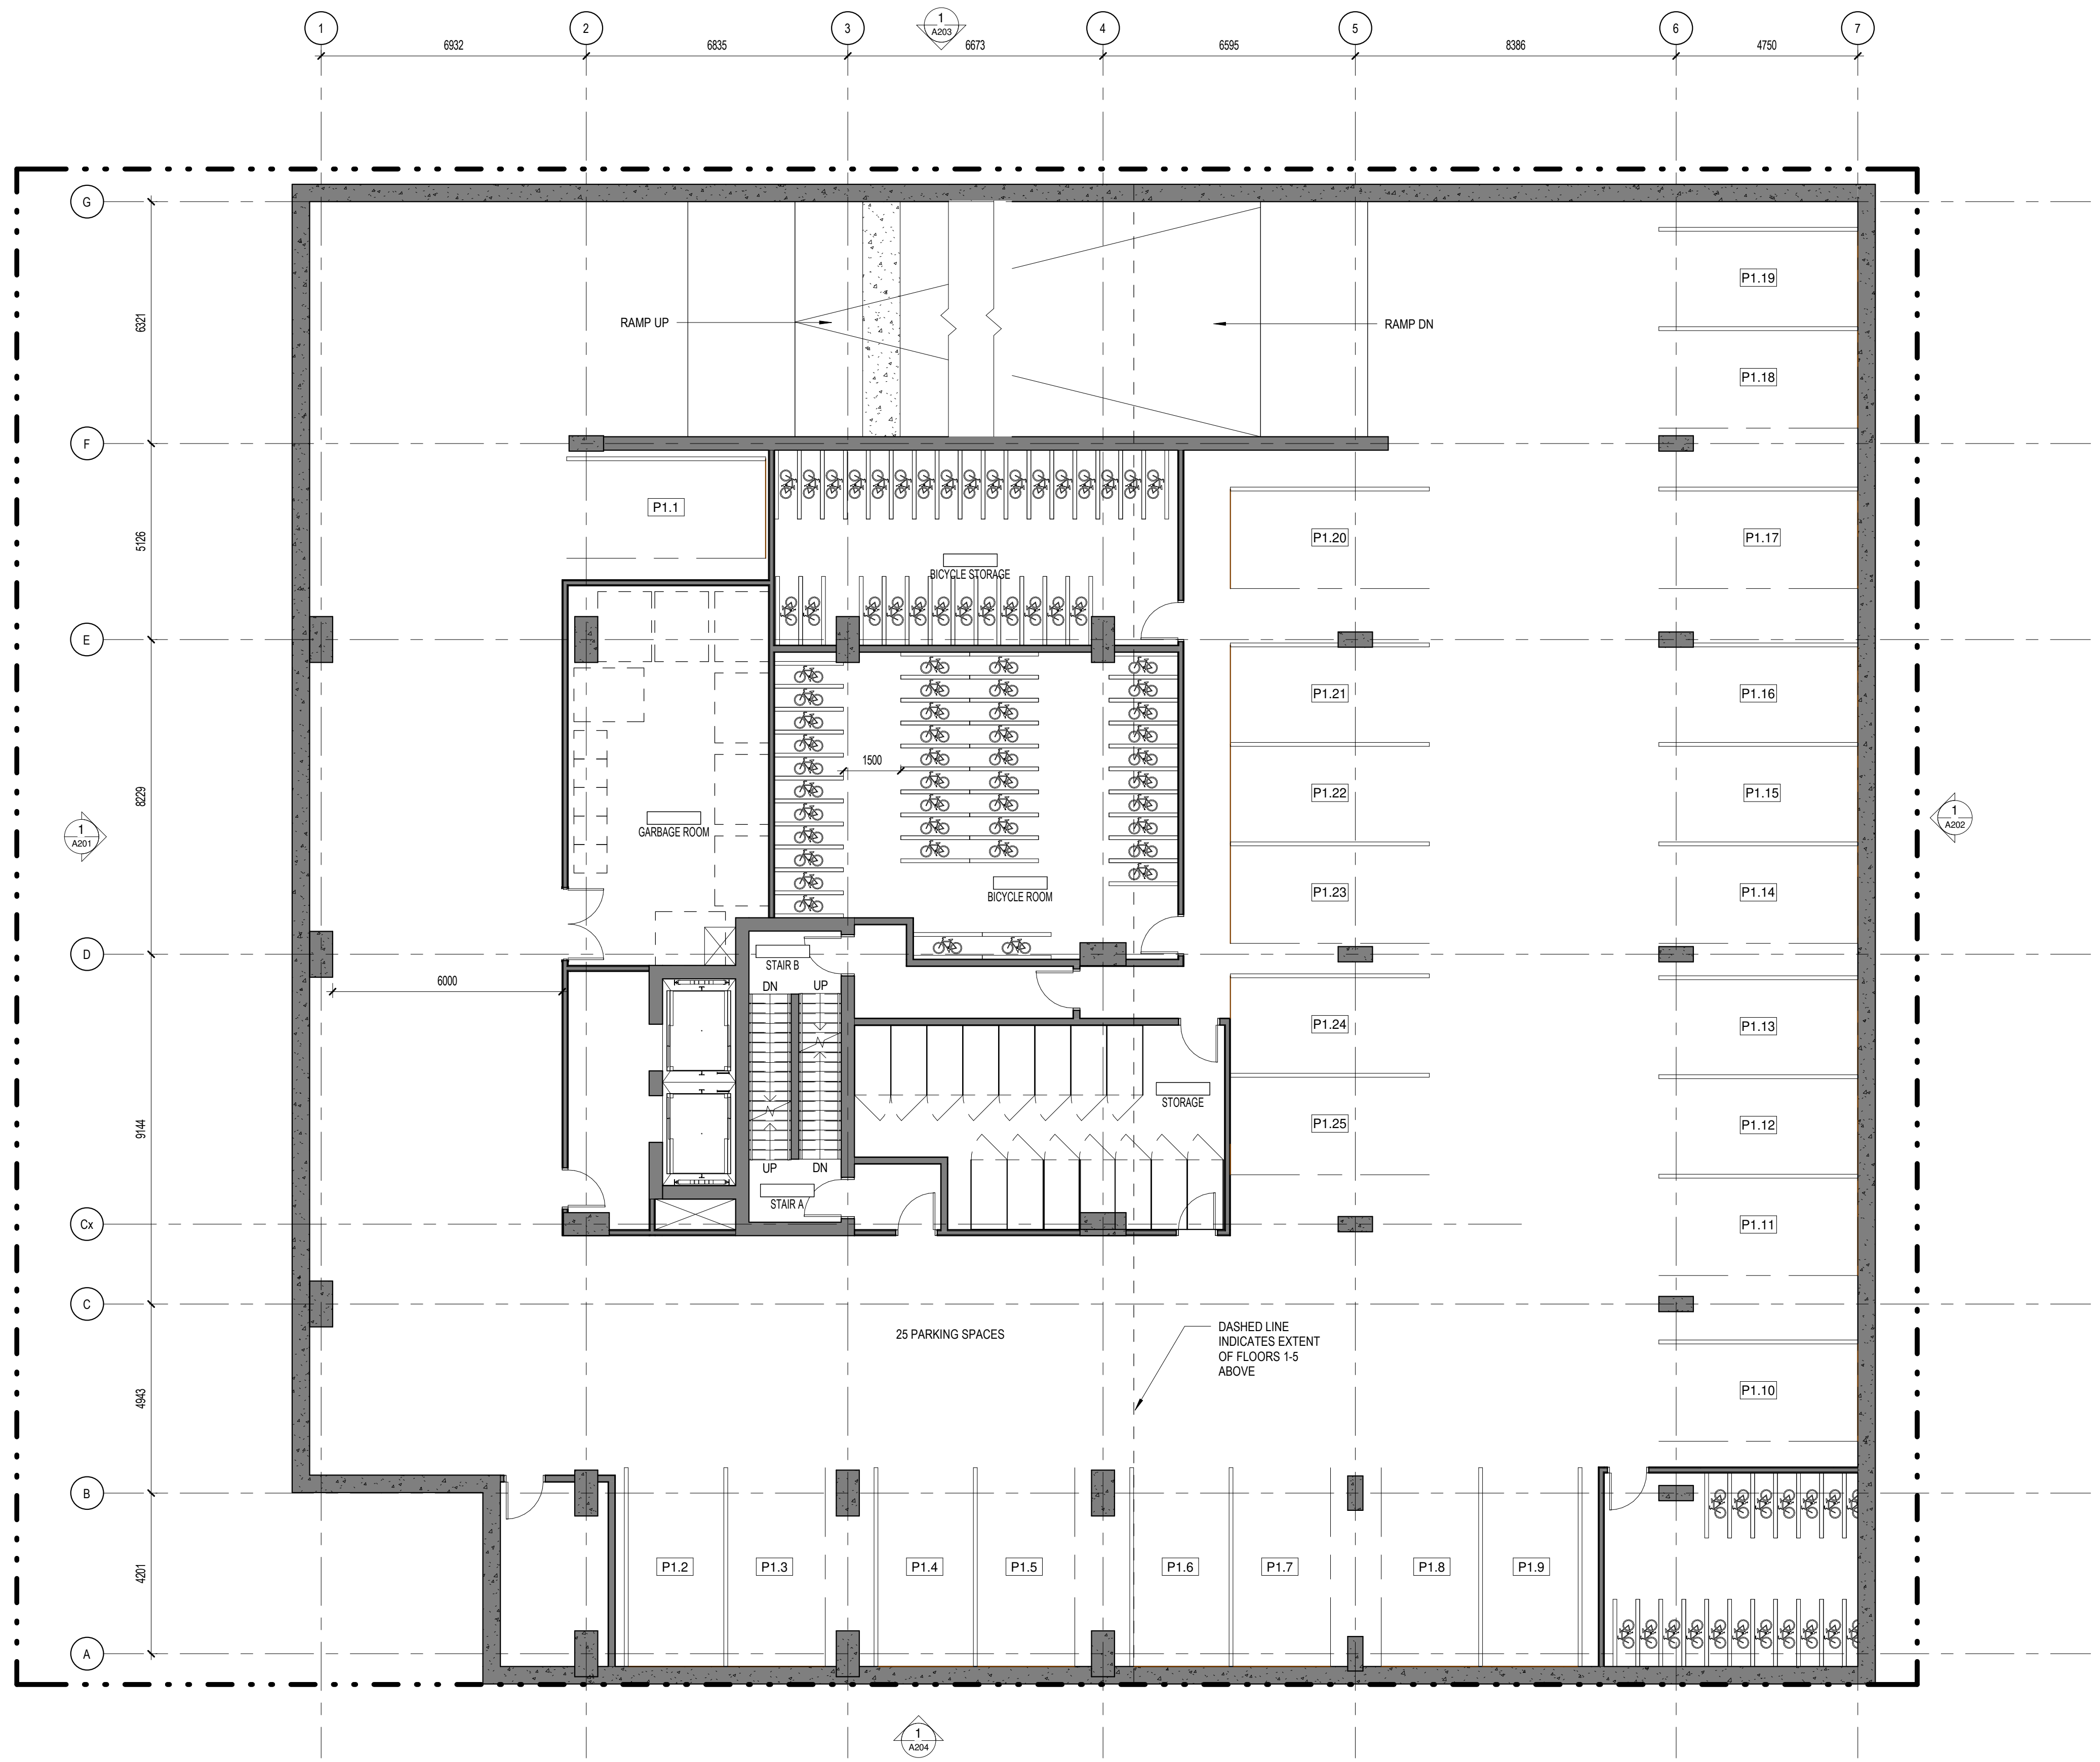 1 2 3 4 5 6 7
1
A203
6932 6835 6673 6595 8386 4750
G
P1.19
6321
RAMP UP
RAMP DN
P1.18
F
P1.1
5126
P1.20
P1.17
BICYCLE STORAGE
E
P1.21
P1.16
1500
8229
P1.22
P1.15
1
A201
GARBAGE ROOM
1
A202
P1.23
P1.14
BICYCLE ROOM
D
STAIR B
6000
DN UP
P1.24
P1.13
STORAGE
9144
P1.25
P1.12
UP DN
STAIR A
Cx
P1.11
C
25 PARKING SPACES
DASHED LINE
INDICATES EXTENT
OF FLOORS 1-5
ABOVE
4943
P1.10
B
4201
P1.2 P1.3 P1.4 P1.5 P1.6 P1.7 P1.8 P1.9
A
1
A204